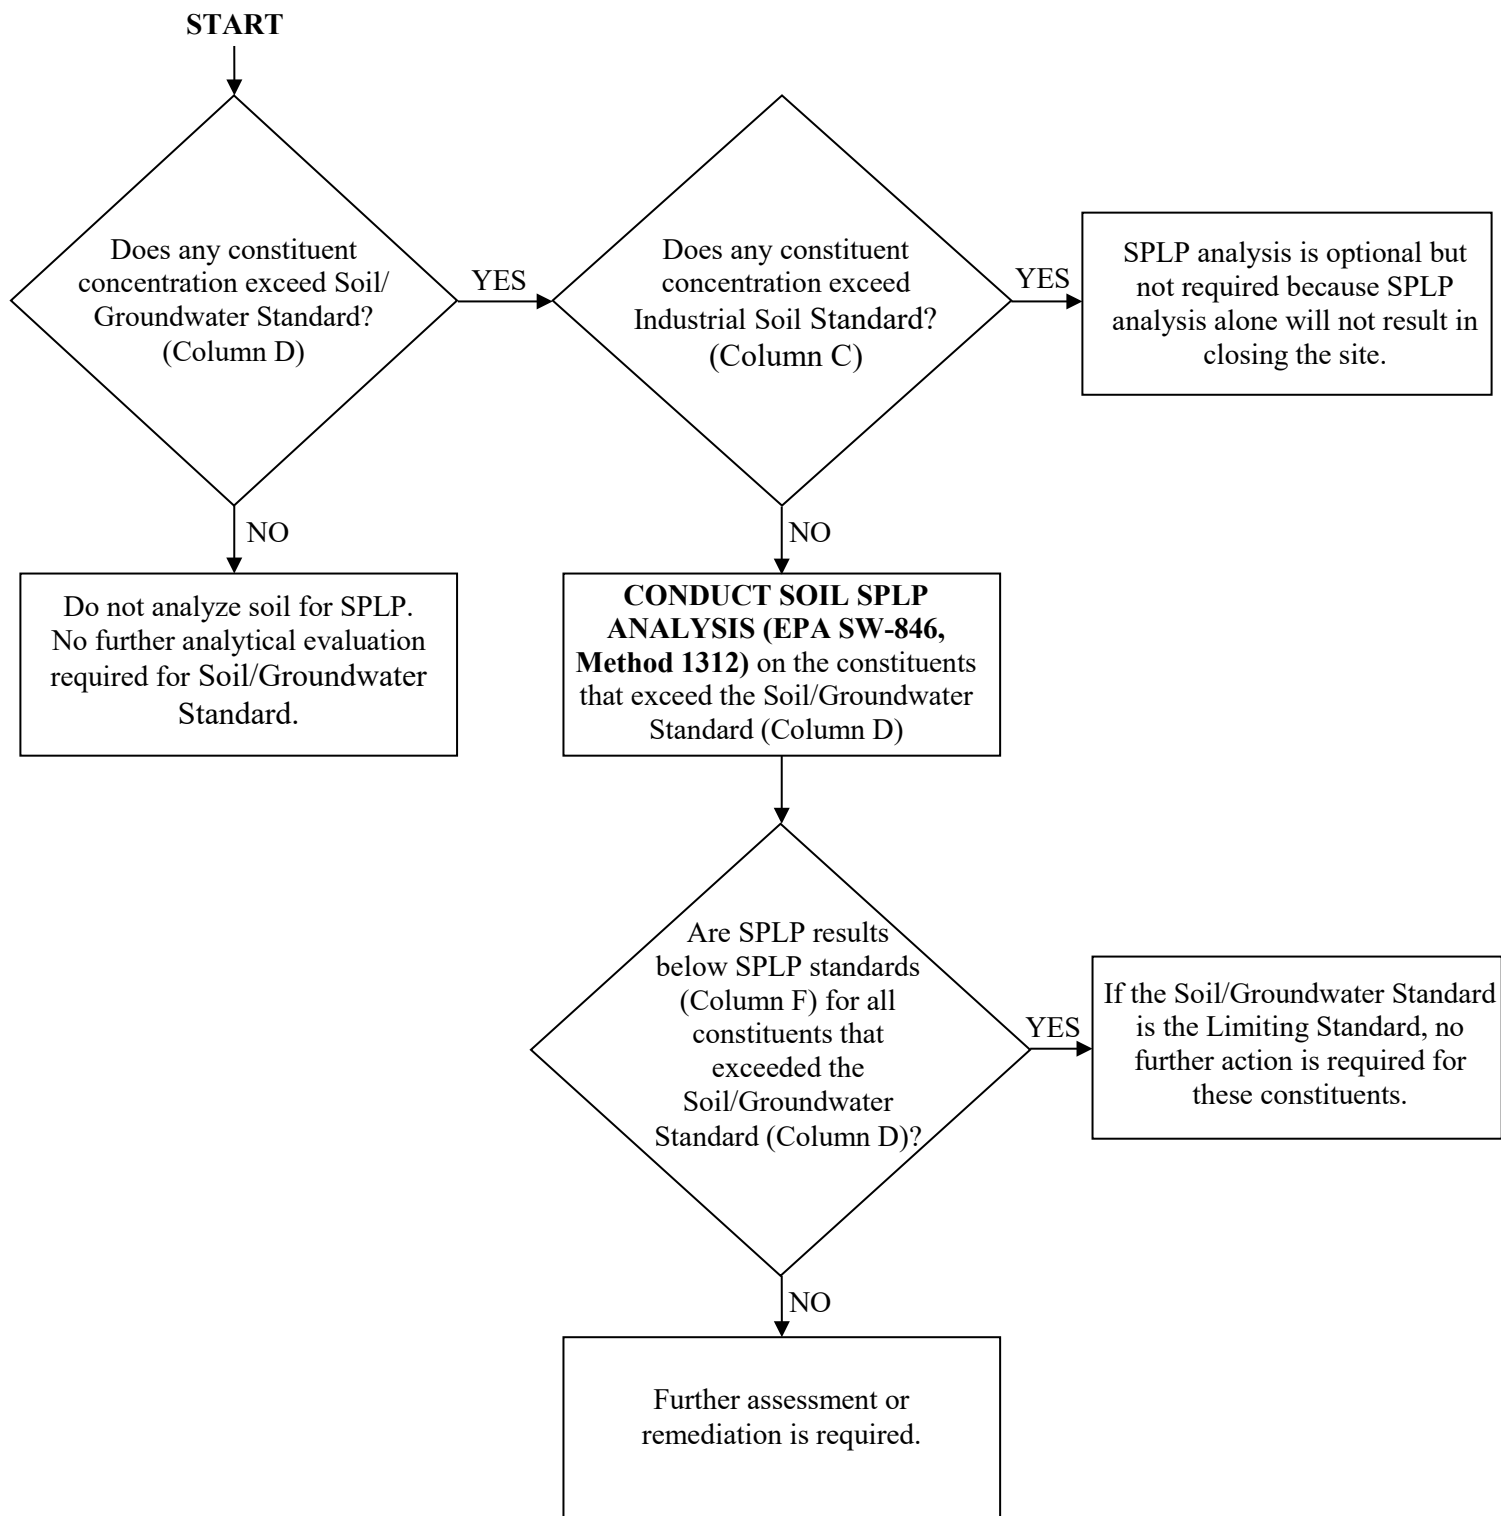 START
Does any constituent
concentration exceed Soil/
Groundwater Standard?
(Column D)
YES
Does any constituent
concentration exceed
Industrial Soil Standard?
(Column C)
YES
SPLP analysis is optional but
not required because SPLP
analysis alone will not result in
closing the site.
NO
NO
Do not analyze soil for SPLP.
No further analytical evaluation
required for Soil/Groundwater
Standard.
CONDUCT SOIL SPLP
ANALYSIS (EPA SW-846,
Method 1312) on the constituents
that exceed the Soil/Groundwater
Standard (Column D)
Are SPLP results
below SPLP standards
(Column F) for all
constituents that
exceeded the
Soil/Groundwater
Standard (Column D)?
YES
If the Soil/Groundwater Standard
is the Limiting Standard, no
further action is required for
these constituents.
NO
Further assessment or
remediation is required.